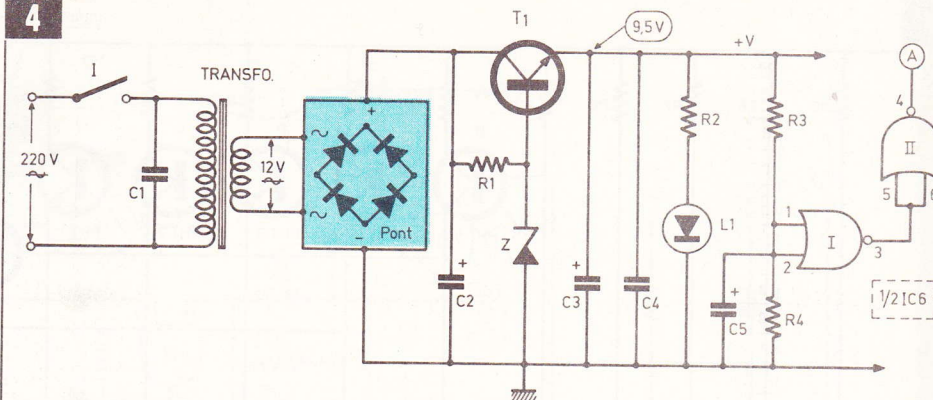 4
T1
9,5V
+V
I
TRANSFO.
A
220 V
~
C1
12 V
~
+
~
~
-
Pont
R1
Z
+
C2
+
C3
C4
R2
L1
R3
1
2
I
3
+
C5
R4
4
II
5
6
1/2 IC6